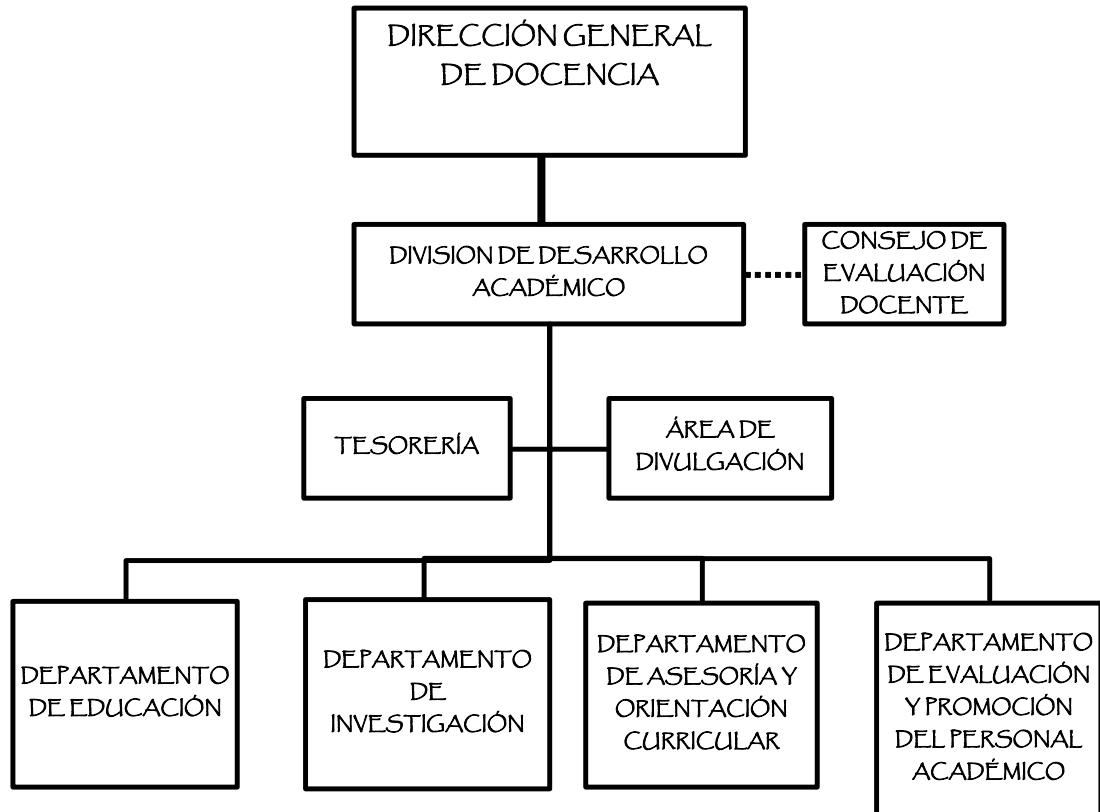 DIRECCIÓN GENERAL
DE DOCENCIA
DIVISION DE DESARROLLO
ACADÉMICO
CONSEJO DE
EVALUACIÓN
DOCENTE
TESORERÍA
ÁREA DE
DIVULGACIÓN
DEPARTAMENTO
DE EDUCACIÓN
DEPARTAMENTO
DE
INVESTIGACIÓN
DEPARTAMENTO
DE ASESORÍA Y
ORIENTACIÓN
CURRICULAR
DEPARTAMENTO
DE EVALUACIÓN
Y PROMOCIÓN
DEL PERSONAL
ACADÉMICO